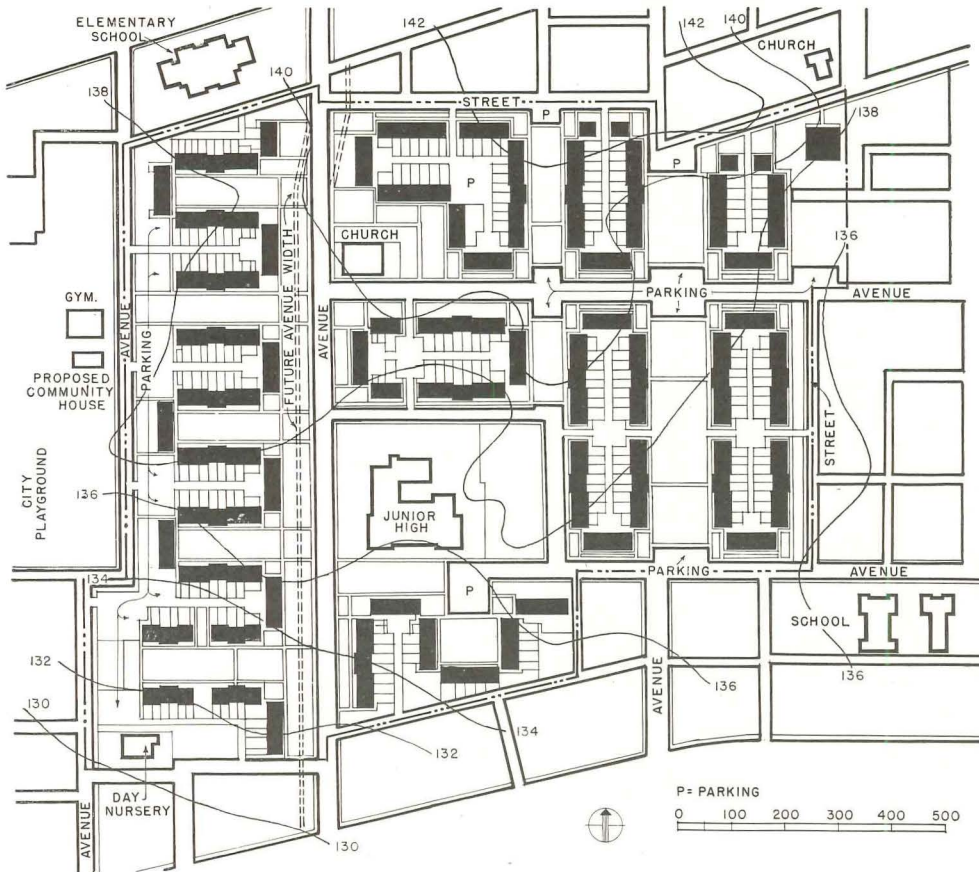 ELEMENTARY
SCHOOL
142
142
140
CHURCH
140
138
STREET
P
138
P
P
136
CHURCH
FUTURE AVENUE WIDTH
PARKING
AVENUE
GYM.
AVENUE
PARKING
AVENUE
PROPOSED
COMMUNITY
HOUSE
STREET
CITY
PLAYGROUND
136
JUNIOR
HIGH
134
PARKING
AVENUE
P
SCHOOL
132
136
136
AVENUE
130
134
132
P = PARKING
0 100 200 300 400 500
DAY
NURSERY
AVENUE
130